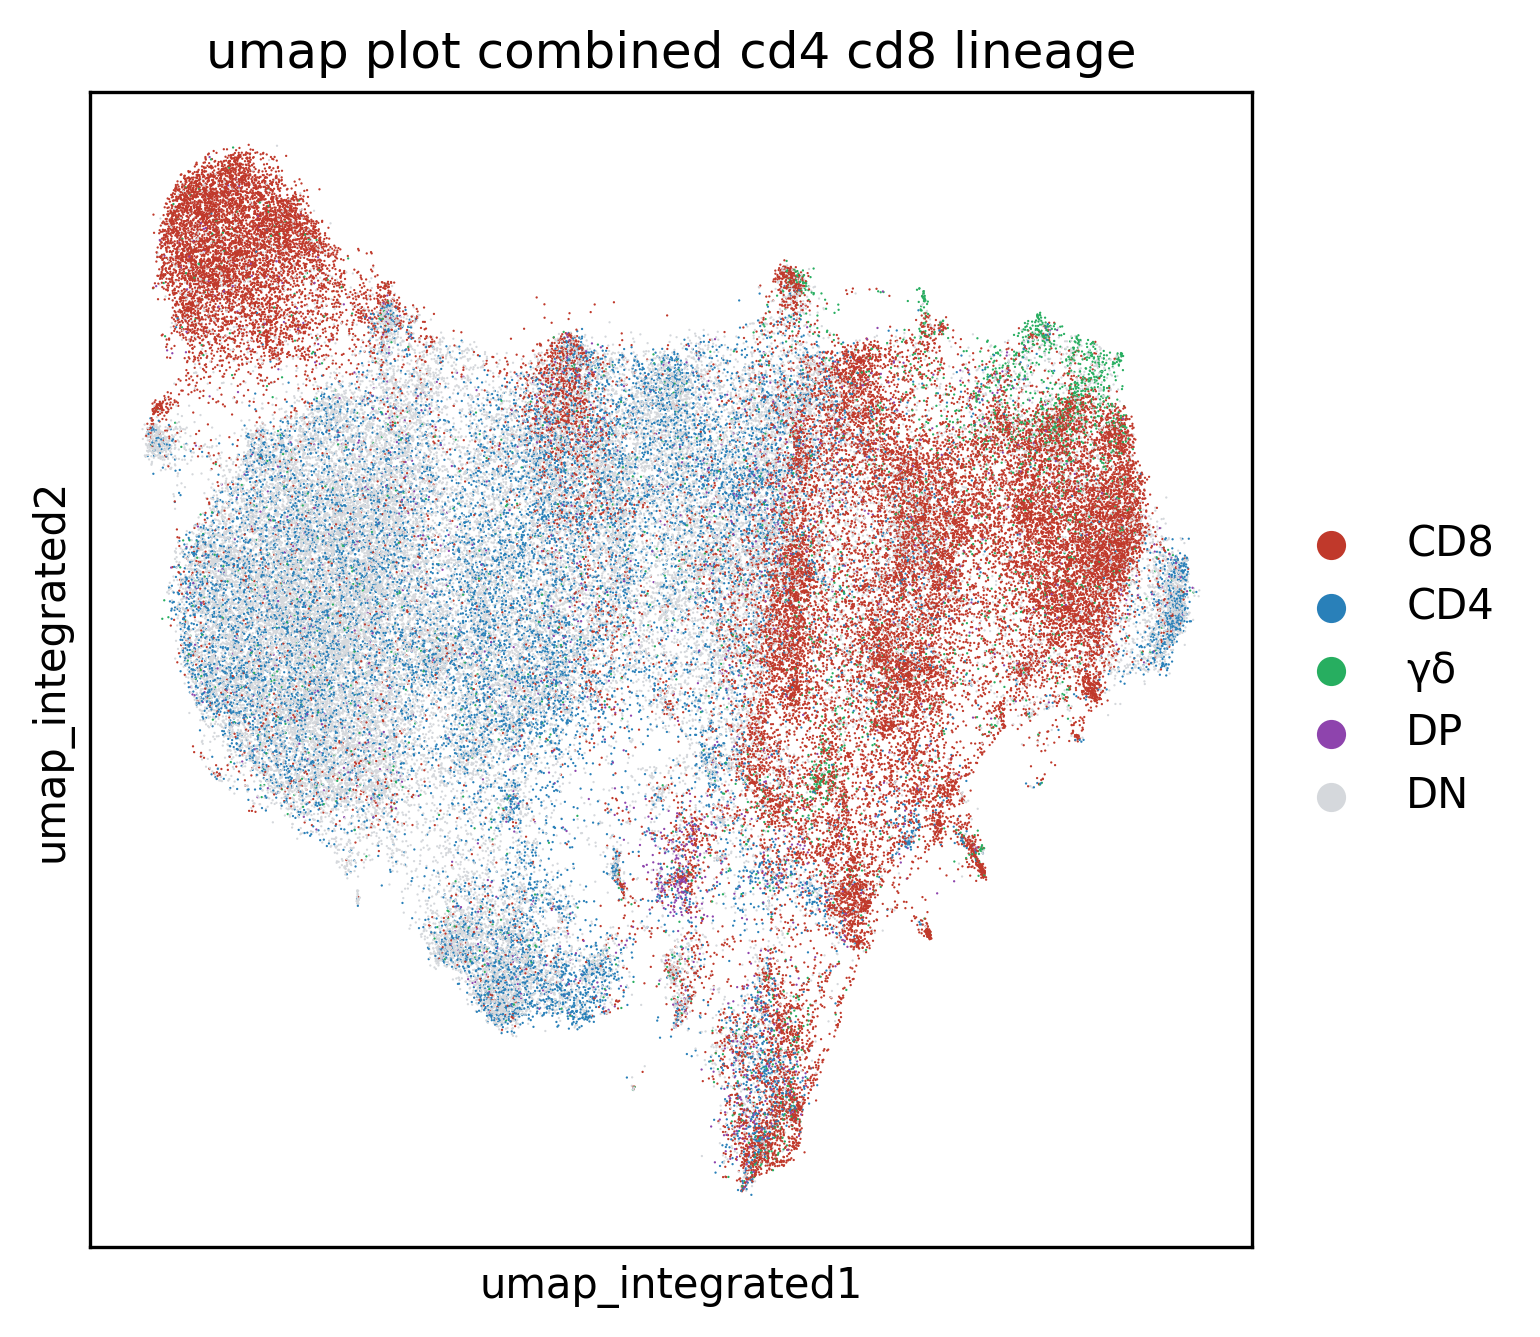 umap plot combined cd4 cd8 lineage
umap_integrated2
umap_integrated1
CD8
CD4
γδ
DP
DN